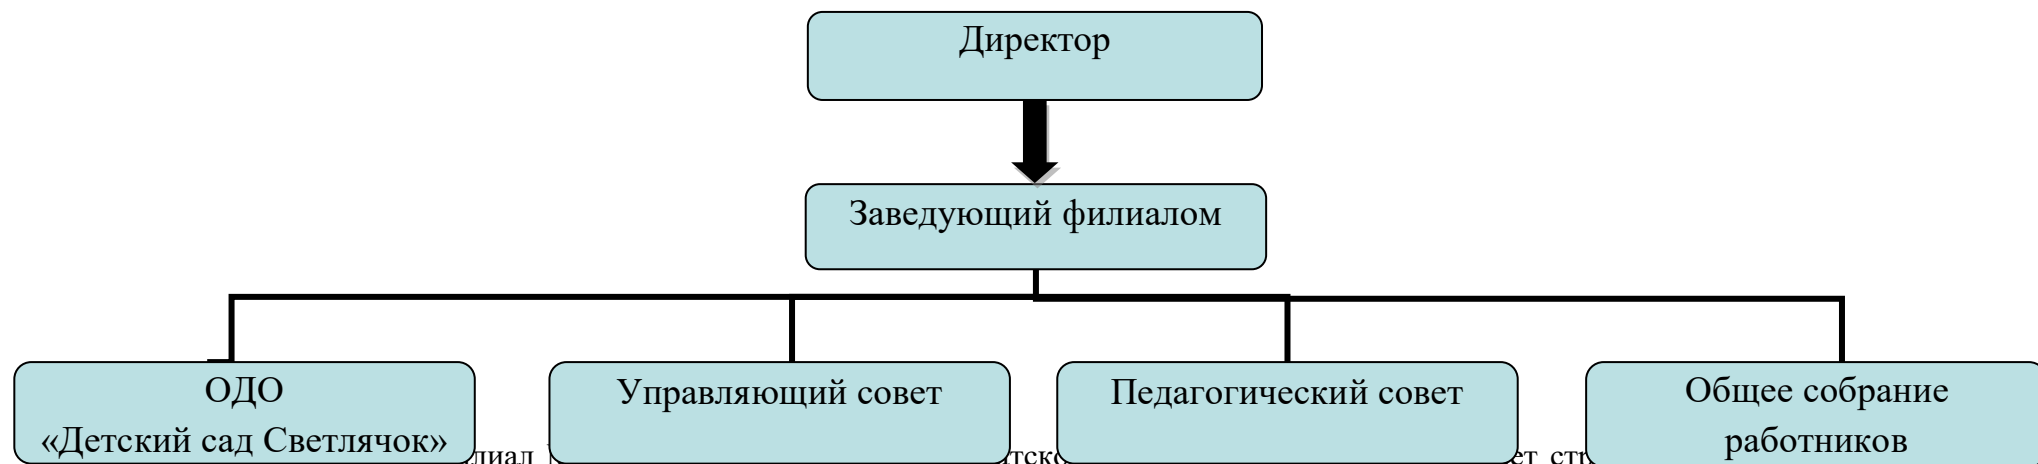 Директор
Заведующий филиалом
ОДО
«Детский сад Светлячок»
Управляющий совет
Педагогический совет
Общее собрание
работников